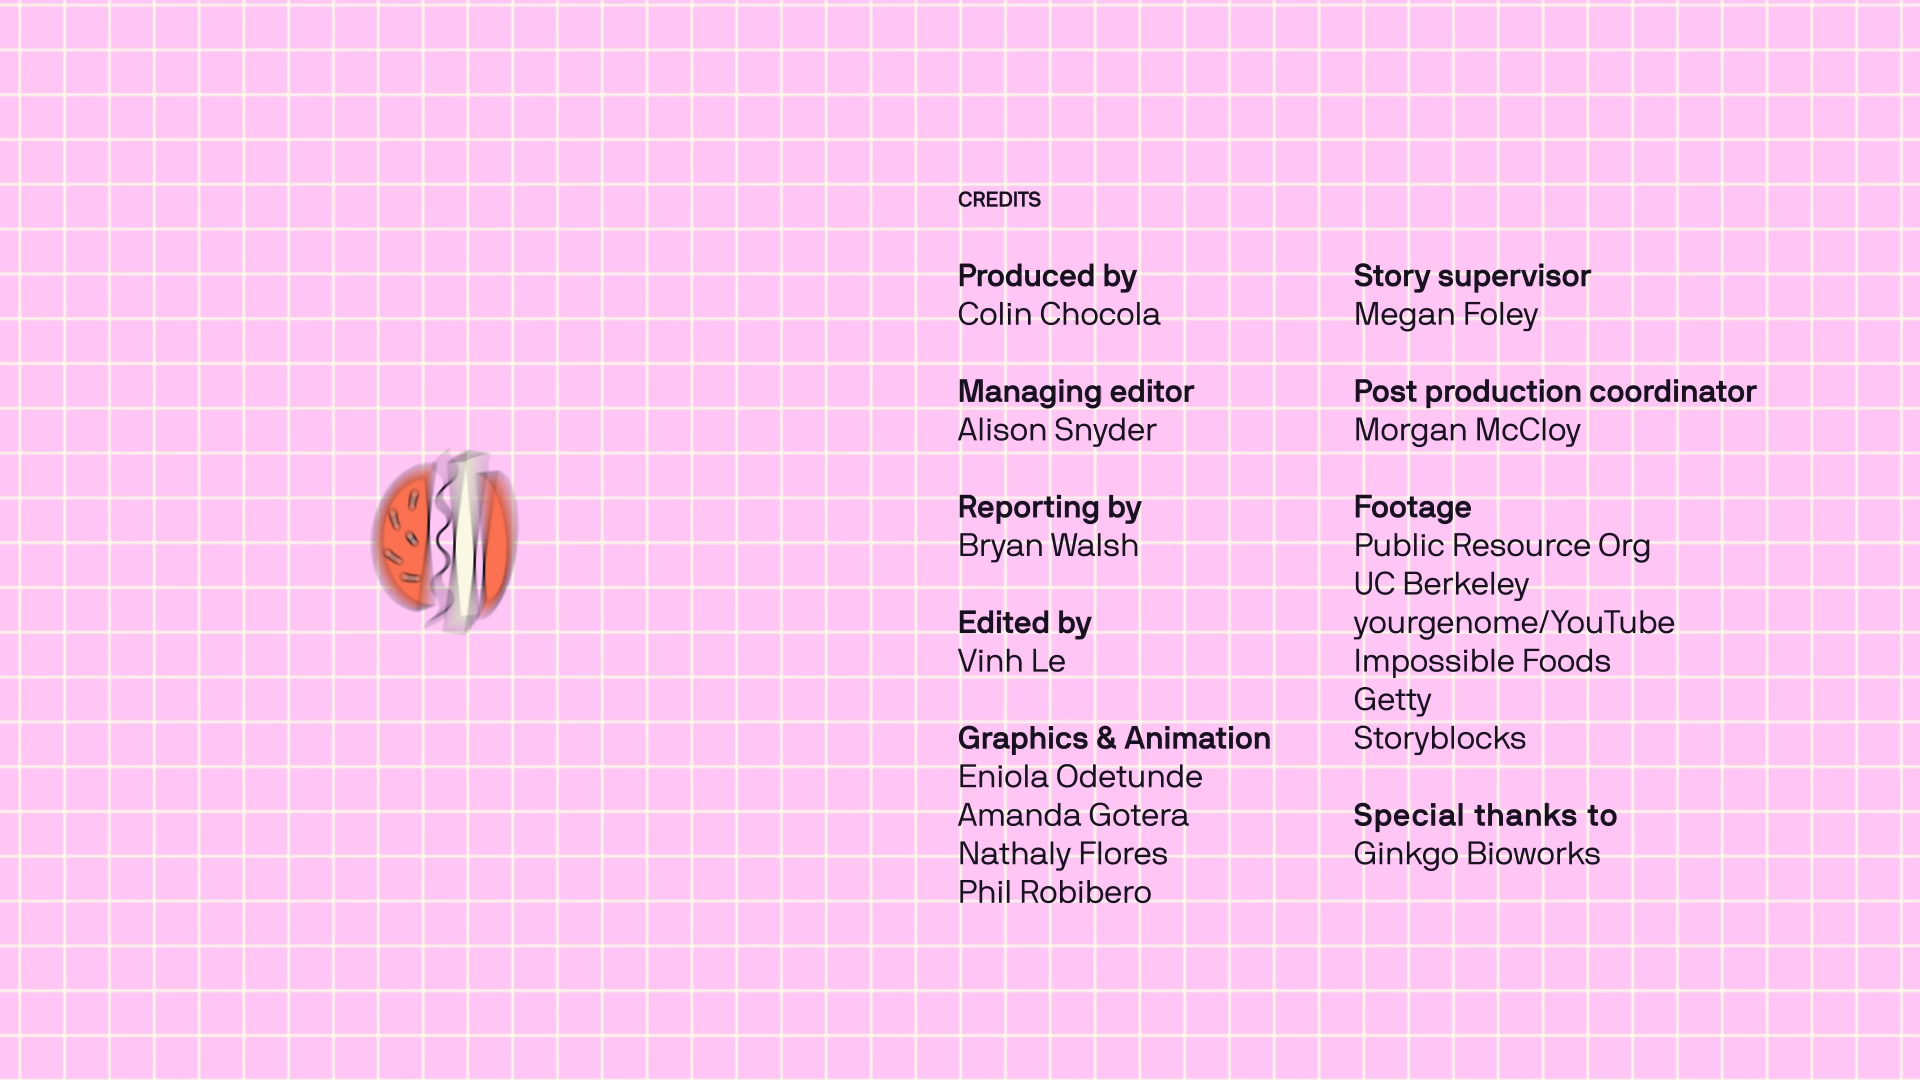 CREDITS
Produced by
Colin Chocola
Managing editor
Alison Snyder
Reporting by
Bryan Walsh
Edited by
Vinh Le
Graphics & Animation
Eniola Odetunde
Amanda Gotera
Nathaly Flores
Phil Robibero
Story supervisor
Megan Foley
Post production coordinator
Morgan McCloy
Footage
Public Resource Org
UC Berkeley
yourgenome/YouTube
Impossible Foods
Getty
Storyblocks
Special thanks to
Ginkgo Bioworks